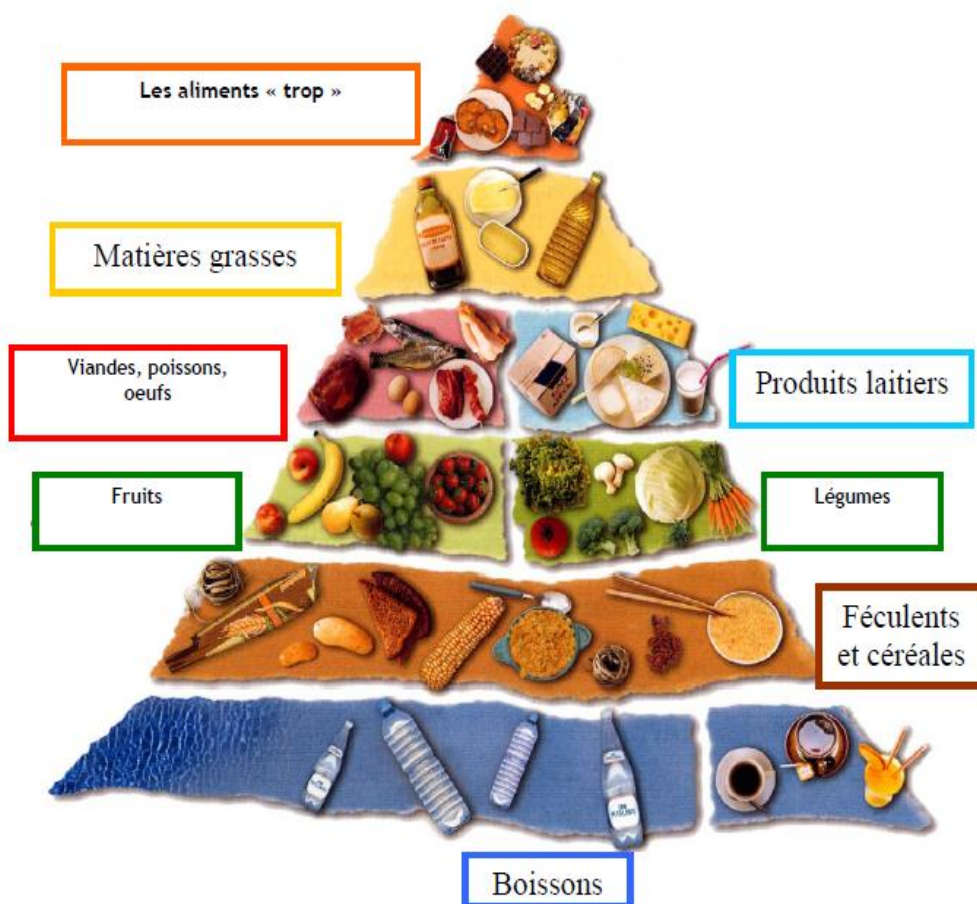 Les aliments « trop »
Matières grasses
Viandes, poissons,
oeufs
Produits laitiers
Fruits
Légumes
Féculents
et céréales
Boissons